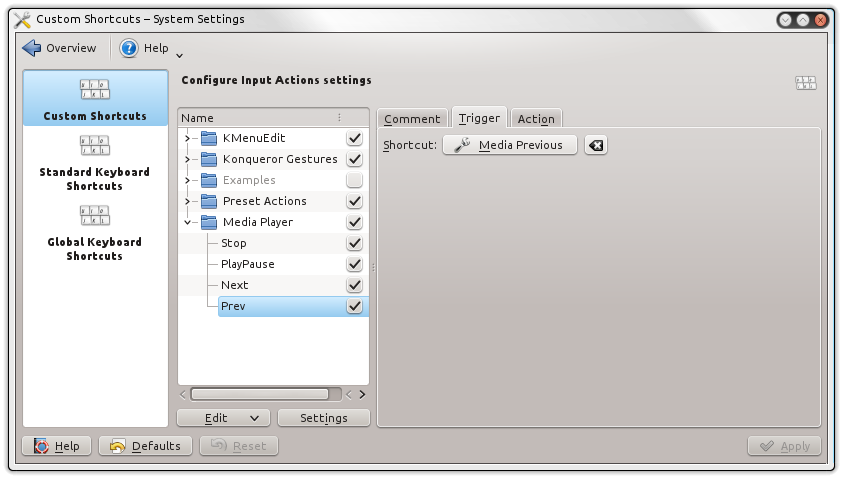 Custom Shortcuts – System Settings
Overview
Help
Configure Input Actions settings
Custom Shortcuts
Standard Keyboard
Shortcuts
Global Keyboard
Shortcuts
Name
KMenuEdit
Konqueror Gestures
Examples
Preset Actions
Media Player
Stop
PlayPause
Next
Prev
Edit
Settings
Comment
Trigger
Action
Shortcut:
Media Previous
Help
Defaults
Reset
Apply